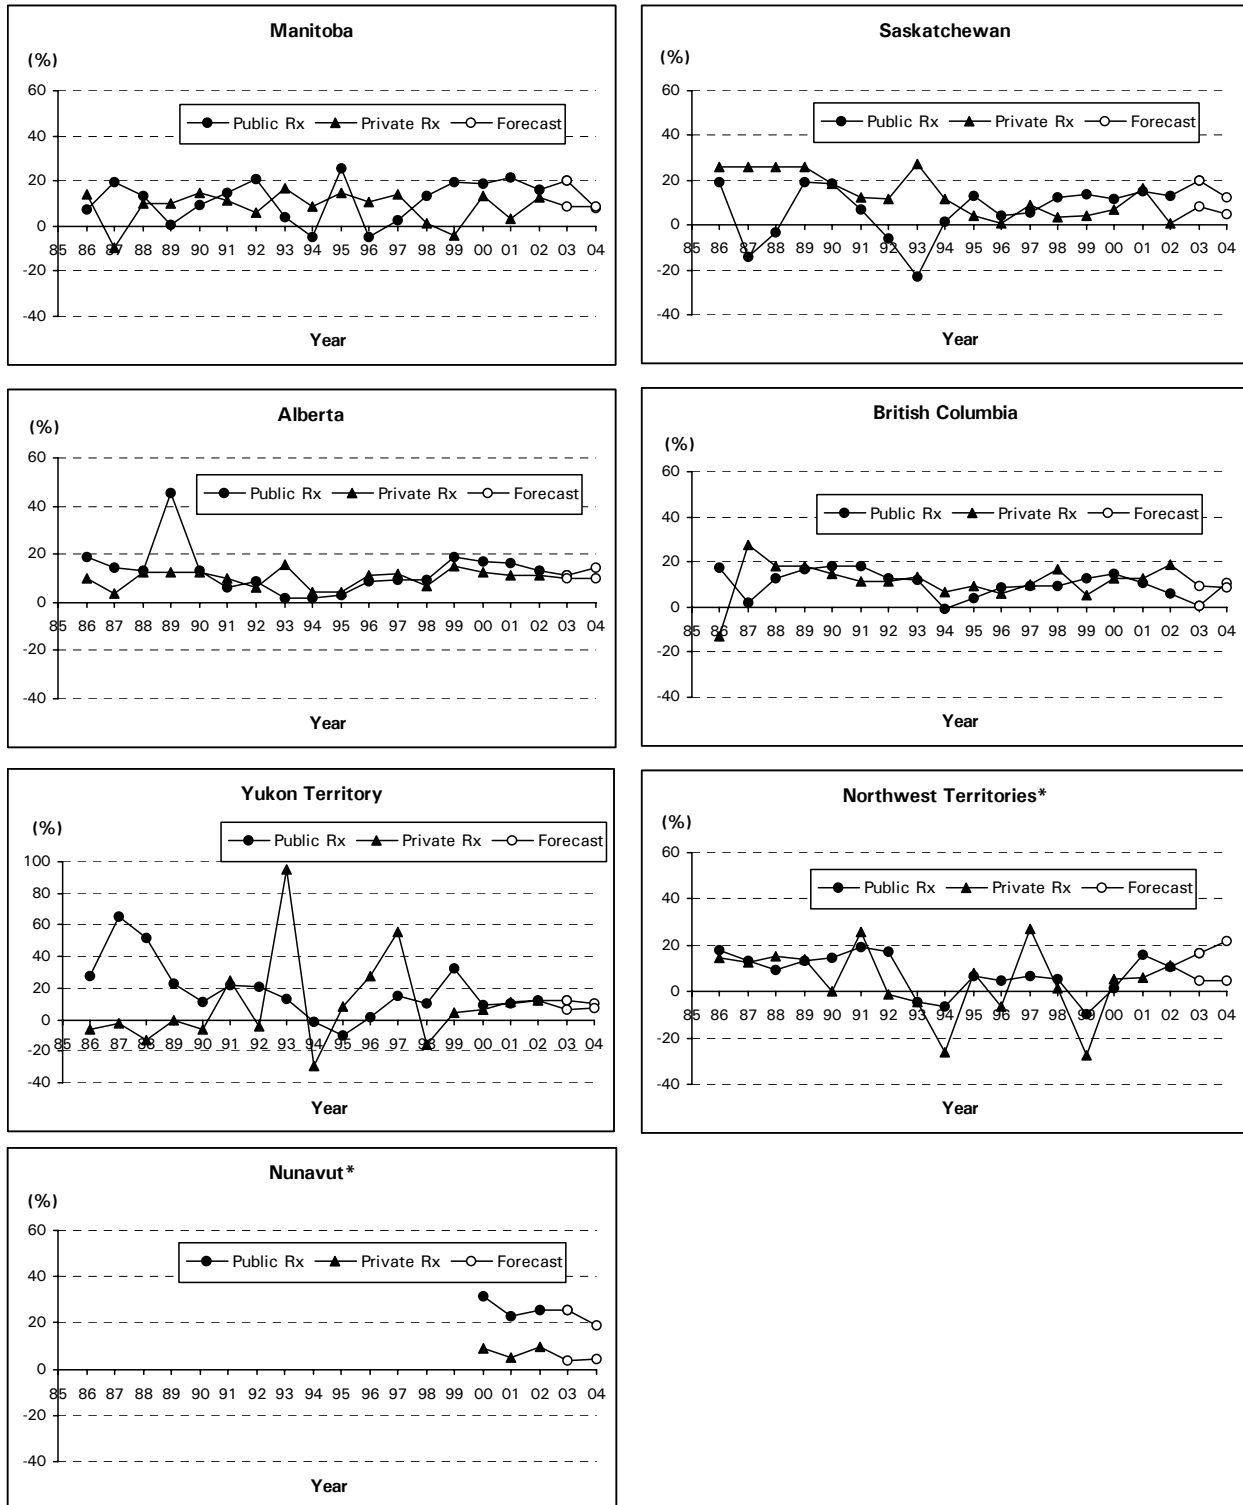 Manitoba
(%)
60
40
Public Rx Private Rx Forecast
20
0
85 86 87 88 89 90 91 92 93 94 95 96 97 98 99 00 01 02 03 04
-20
-40
Year
Saskatchewan
(%)
60
40
Public Rx Private Rx Forecast
20
0
85 86 87 88 89 90 91 92 93 94 95 96 97 98 99 00 01 02 03 04
-20
-40
Year
Alberta
(%)
60
Public Rx Private Rx Forecast
40
20
0
85 86 87 88 89 90 91 92 93 94 95 96 97 98 99 00 01 02 03 04
-20
-40
Year
British Columbia
(%)
60
40
Public Rx Private Rx Forecast
20
0
85 86 87 88 89 90 91 92 93 94 95 96 97 98 99 00 01 02 03 04
-20
-40
Year
Yukon Territory
(%)
Public Rx Private Rx Forecast
100
80
60
40
20
0
85 86 87 88 89 90 91 92 93 94 95 96 97 98 99 00 01 02 03 04
-20
-40
Year
Northwest Territories*
(%)
60
40
Public Rx Private Rx Forecast
20
0
85 86 87 88 89 90 91 92 93 94 95 96 97 98 99 00 01 02 03 04
-20
-40
Year
Nunavut*
(%)
60
Public Rx Private Rx Forecast
40
20
0
85 86 87 88 89 90 91 92 93 94 95 96 97 98 99 00 01 02 03 04
-20
-40
Year